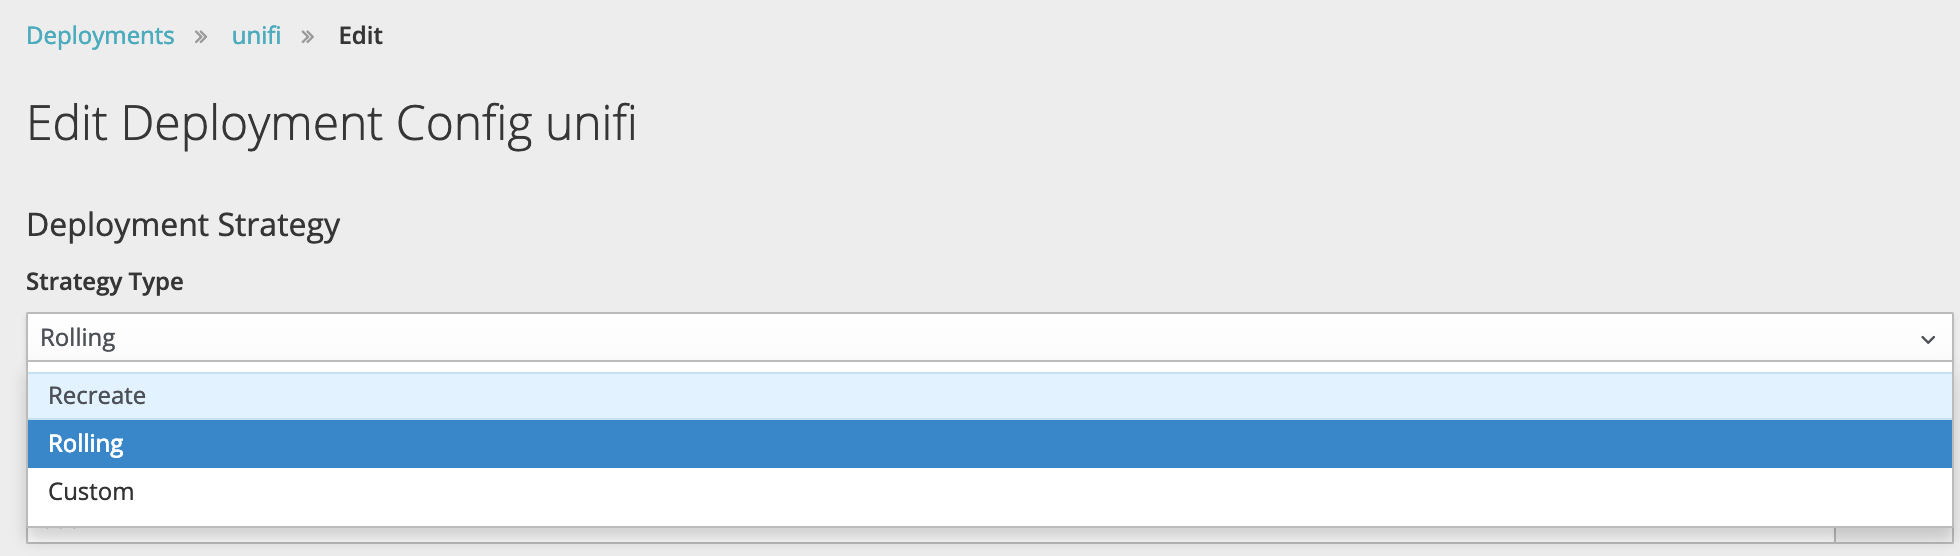 Deployments » unifi » Edit
Edit Deployment Config unifi
Deployment Strategy
Strategy Type
Rolling
Recreate
Rolling
Custom